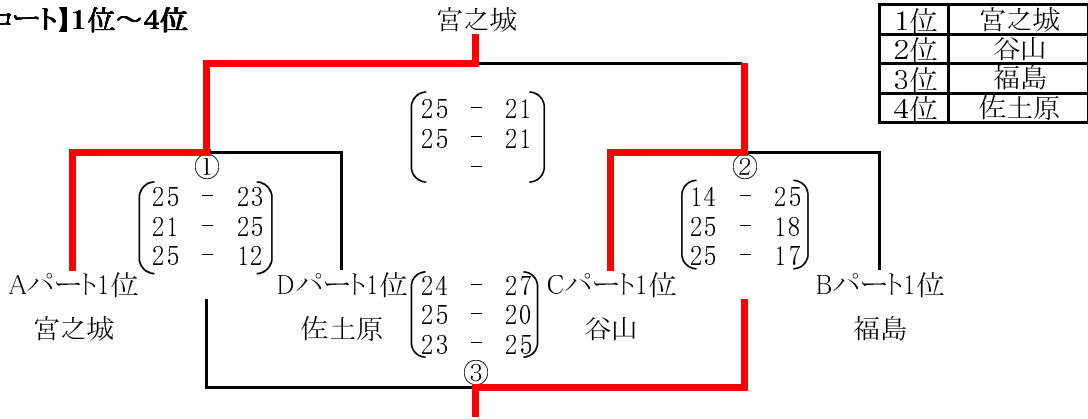 コート】1位～4位
宮之城
1位 宮之城
2位 谷山
3位 福島
4位 佐土原
25 - 21
25 - 21
-
①
②
25 - 23
21 - 25
25 - 12
14 - 25
25 - 18
25 - 17
Aパート1位
Dパート1位
Cパート1位
Bパート1位
宮之城
佐土原
谷山
福島
24 - 27
25 - 20
23 - 25
③